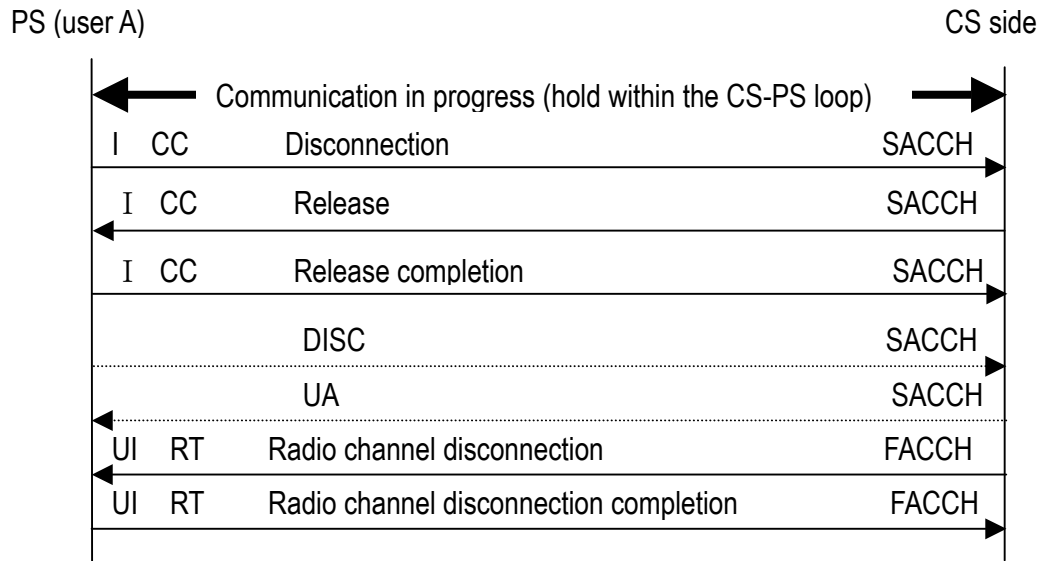 PS (user A) CS side
Communication in progress (hold within the CS-PS loop)
I CC Disconnection SACCH
I CC Release SACCH
I CC Release completion SACCH
DISC SACCH
UA SACCH
UI RT Radio channel disconnection FACCH
UI RT Radio channel disconnection completion FACCH